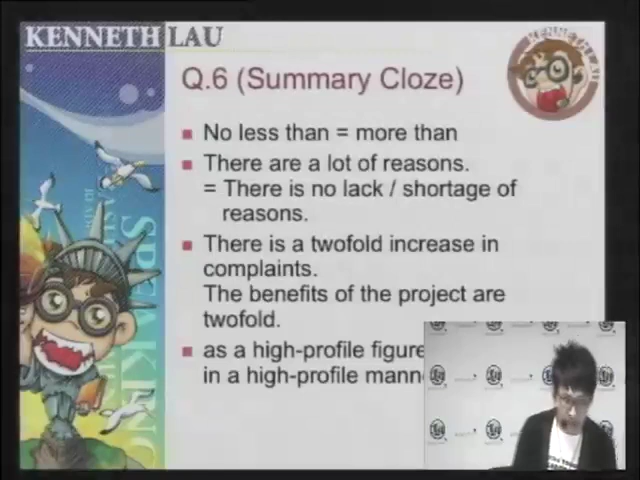 KENNETH LAU
Q.6 (Summary Cloze)
No less than = more than
There are a lot of reasons.
= There is no lack / shortage of
reasons.
There is a twofold increase in
complaints.
The benefits of the project are
twofold.
as a high-profile figure
in a high-profile
SPEAKING